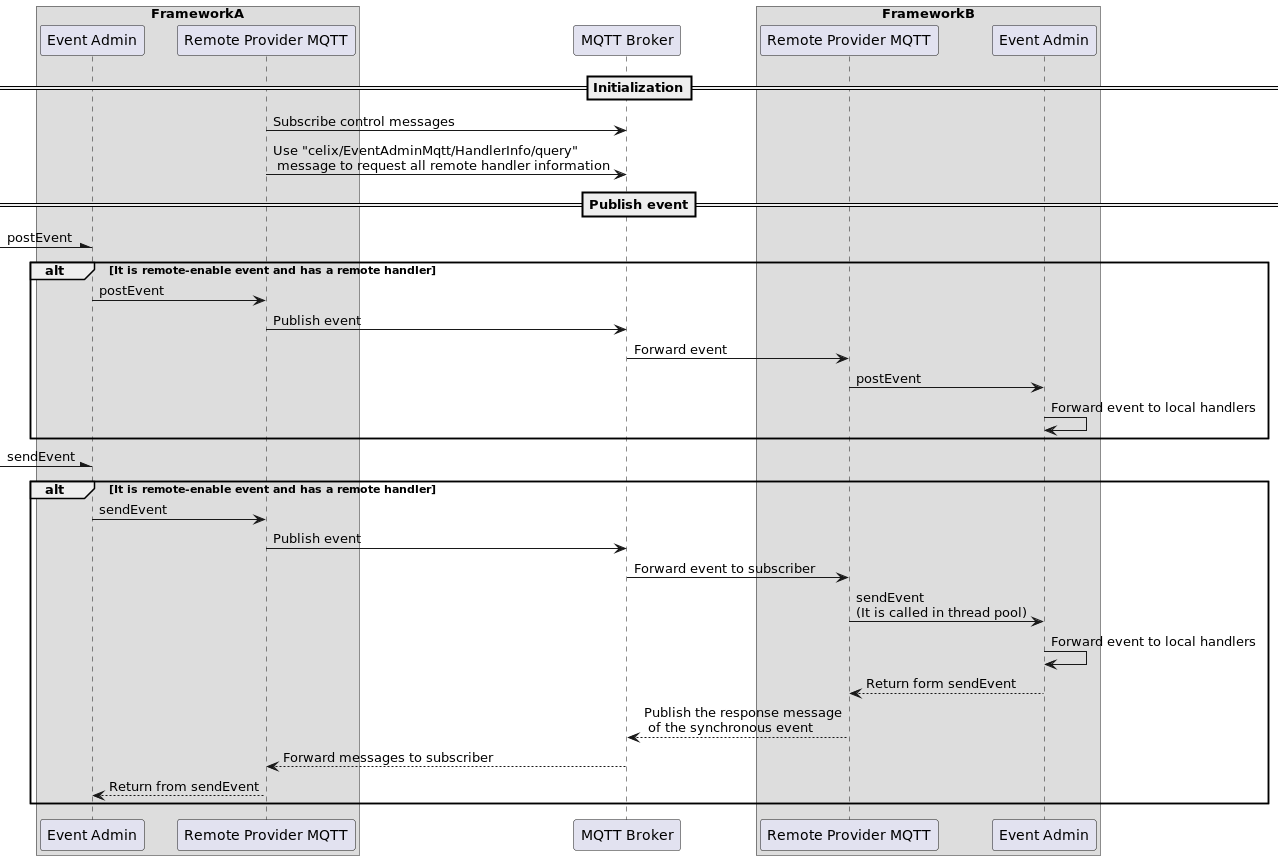 FrameworkA
FrameworkB
Event Admin
Remote Provider MQTT
MQTT Broker
Remote Provider MQTT
Event Admin
Initialization
Subscribe control messages
Use "celix/EventAdminMqtt/HandlerInfo/query"
message to request all remote handler information
Publish event
postEvent
alt
[It is remote-enable event and has a remote handler]
postEvent
Publish event
Forward event
postEvent
Forward event to local handlers
sendEvent
alt
[It is remote-enable event and has a remote handler]
sendEvent
Publish event
Forward event to subscriber
sendEvent
(It is called in thread pool)
Forward event to local handlers
Return form sendEvent
Publish the response message
of the synchronous event
Forward messages to subscriber
Return from sendEvent
Event Admin
Remote Provider MQTT
MQTT Broker
Remote Provider MQTT
Event Admin